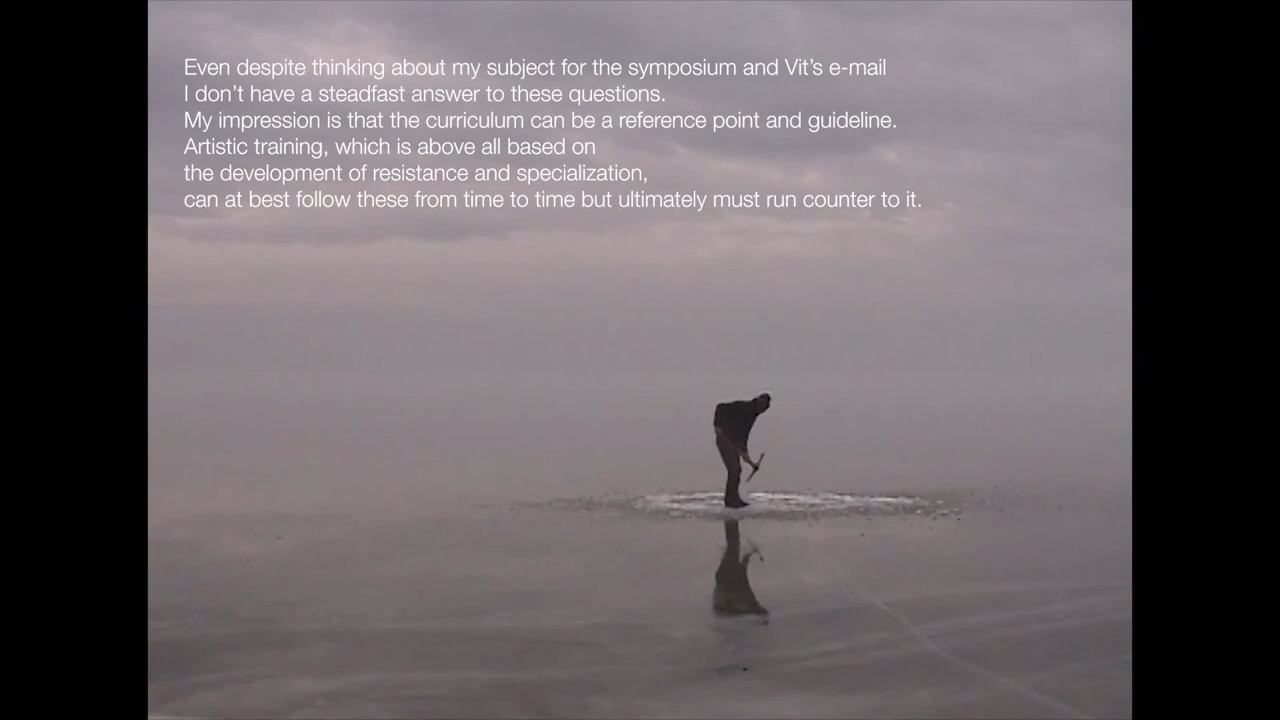 Even despite thinking about my subject for the symposium and Vit’s e-mail
I don’t have a steadfast answer to these questions.
My impression is that the curriculum can be a reference point and guideline.
Artistic training, which is above all based on
the development of resistance and specialization,
can at best follow these from time to time but ultimately must run counter to it.